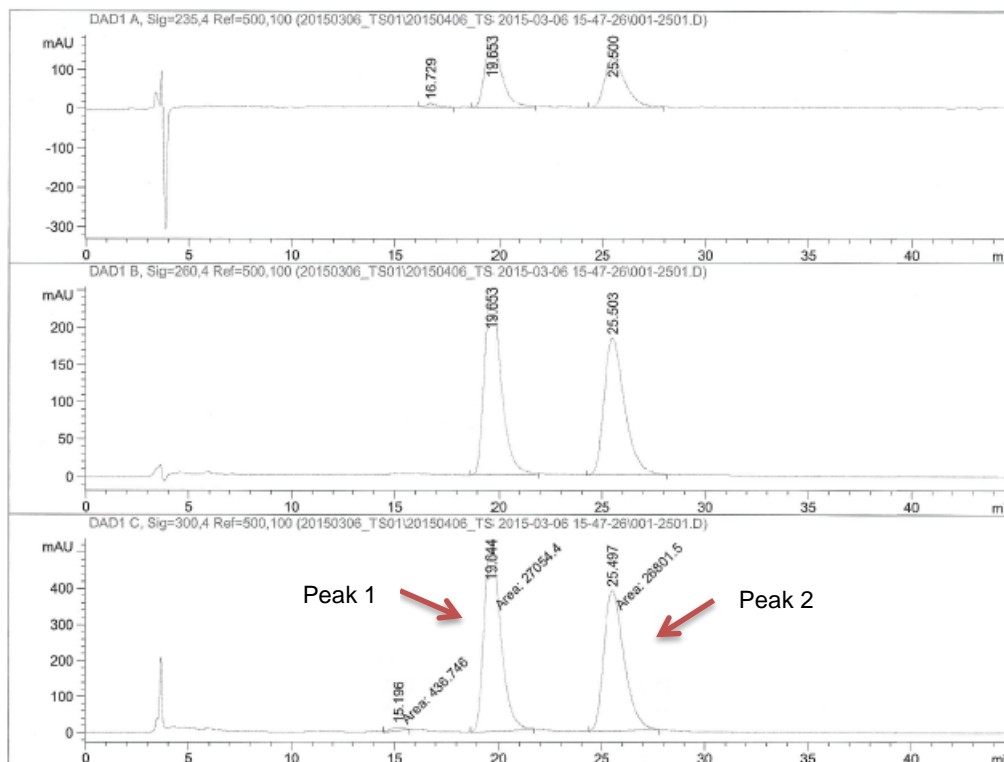 DAD1 A, Sig=235,4 Ref=500,100 (20150306_TS01\20150406_TS 2015-03-06 15-47-26\001-2501.D)
mAU
16.729
19.653
25.500
100
0
-100
-200
-300
0 5 10 15 20 25 30 35 40 m
DAD1 B, Sig=260,4 Ref=500,100 (20150306_TS01\20150406_TS 2015-03-06 15-47-26\001-2501.D)
mAU
19.653
25.503
200
150
100
50
0
0 5 10 15 20 25 30 35 40 m
DAD1 C, Sig=300,4 Ref=500,100 (20150306_TS01\20150406_TS 2015-03-06 15-47-26\001-2501.D)
mAU
15.196
Area: 436.746
19.644
Area: 27054.4
25.497
Area: 26801.5
Peak 1
Peak 2
400
300
200
100
0
0 5 10 15 20 25 30 35 40 m